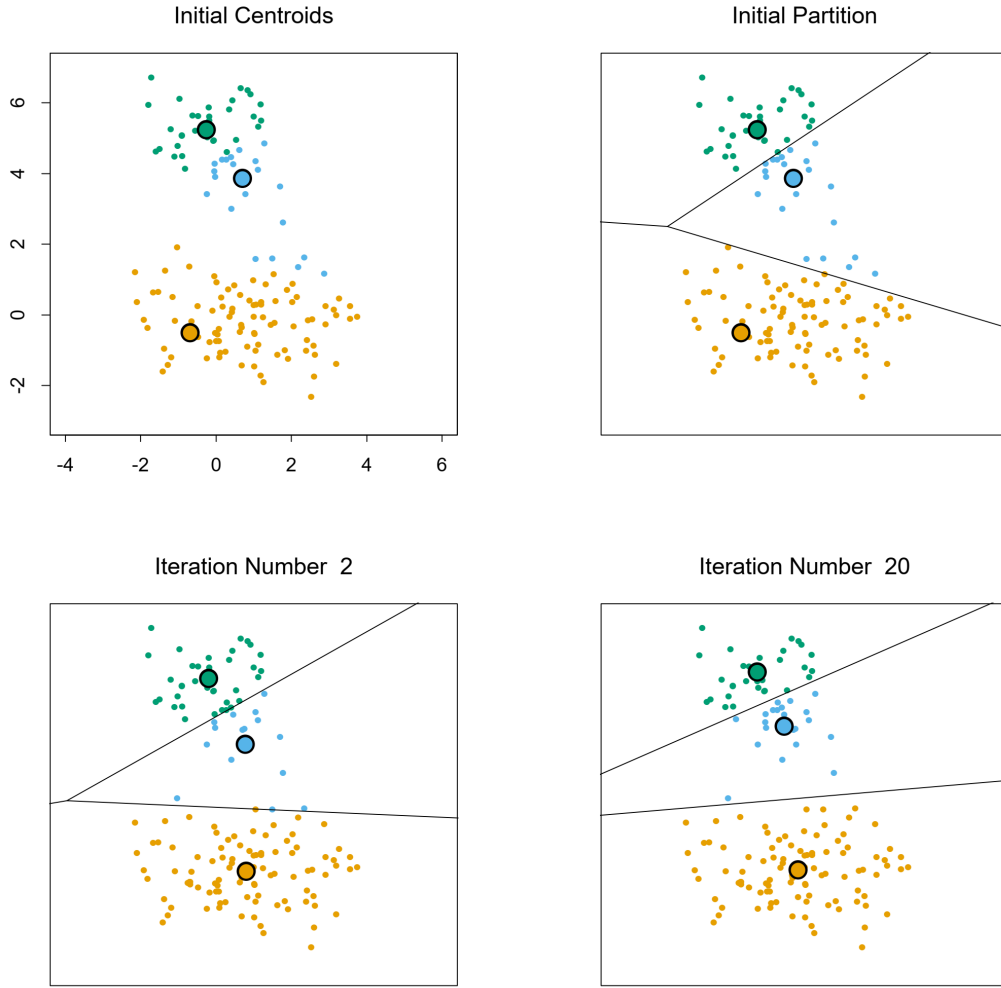 Initial Centroids
Initial Partition
6
4
2
0
-2
-4 -2 0 2 4 6
Iteration Number 2
Iteration Number 20